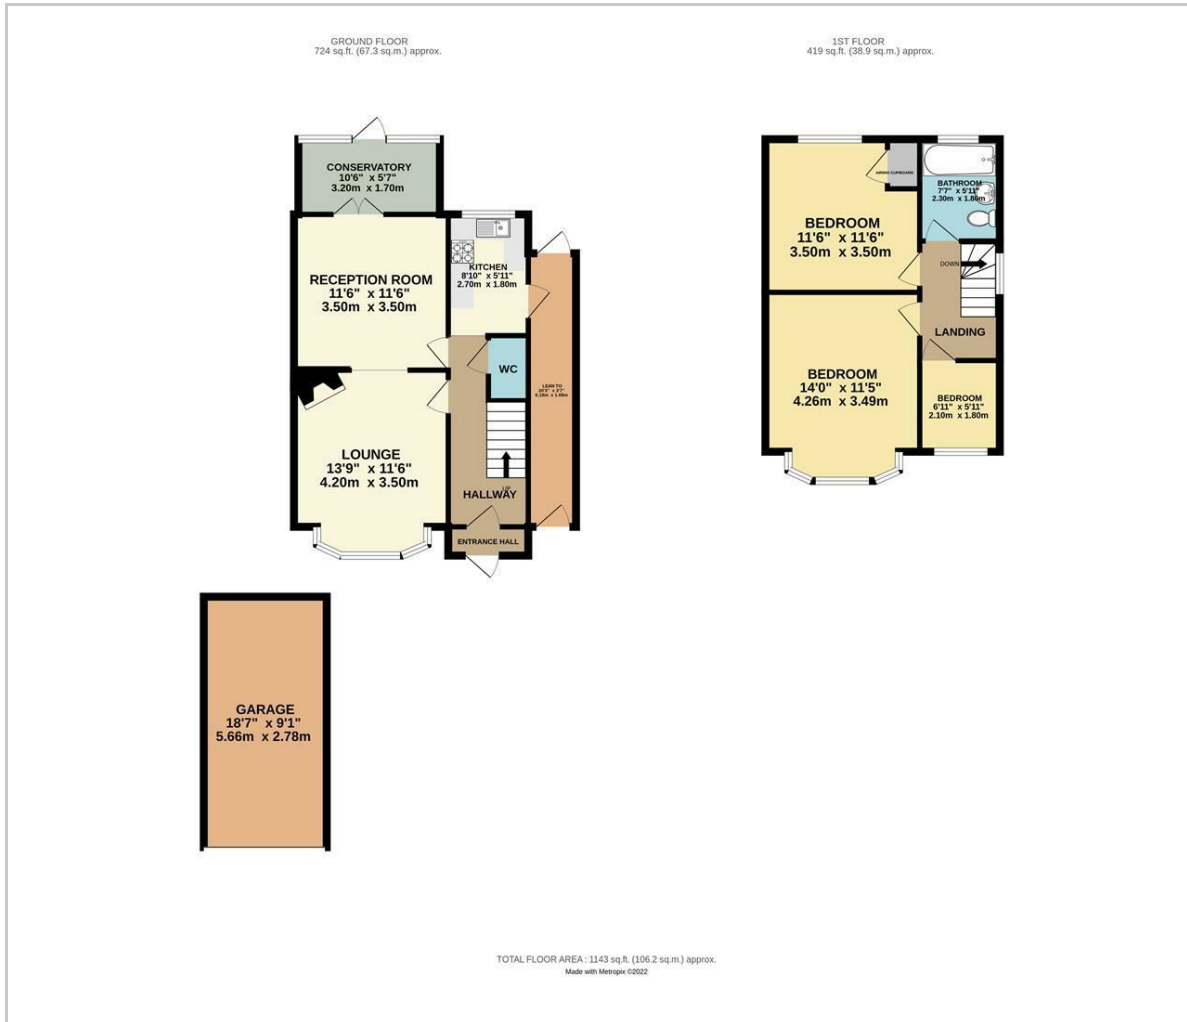 GROUND FLOOR
724 sq.ft. (67.3 sq.m.) approx.
CONSERVATORY
10'6" x 5'7"
3.20m x 1.70m
RECEPTION ROOM
11'6" x 11'6"
3.50m x 3.50m
KITCHEN
8'10" x 5'11"
2.70m x 1.80m
WC
LEAN TO
LOUNGE
13'9" x 11'6"
4.20m x 3.50m
UP
HALLWAY
ENTRANCE HALL
GARAGE
18'7" x 9'1"
5.66m x 2.78m
1ST FLOOR
419 sq.ft. (38.9 sq.m.) approx.
AIRING CUPBOARD
BEDROOM
11'6" x 11'6"
3.50m x 3.50m
BATHROOM
7'7" x 5'11"
2.30m x 1.80m
DOWN
LANDING
BEDROOM
14'0" x 11'5"
4.26m x 3.49m
BEDROOM
6'11" x 5'11"
2.10m x 1.80m
TOTAL FLOOR AREA : 1143 sq.ft. (106.2 sq.m.) approx.
Made with Metropix ©2022